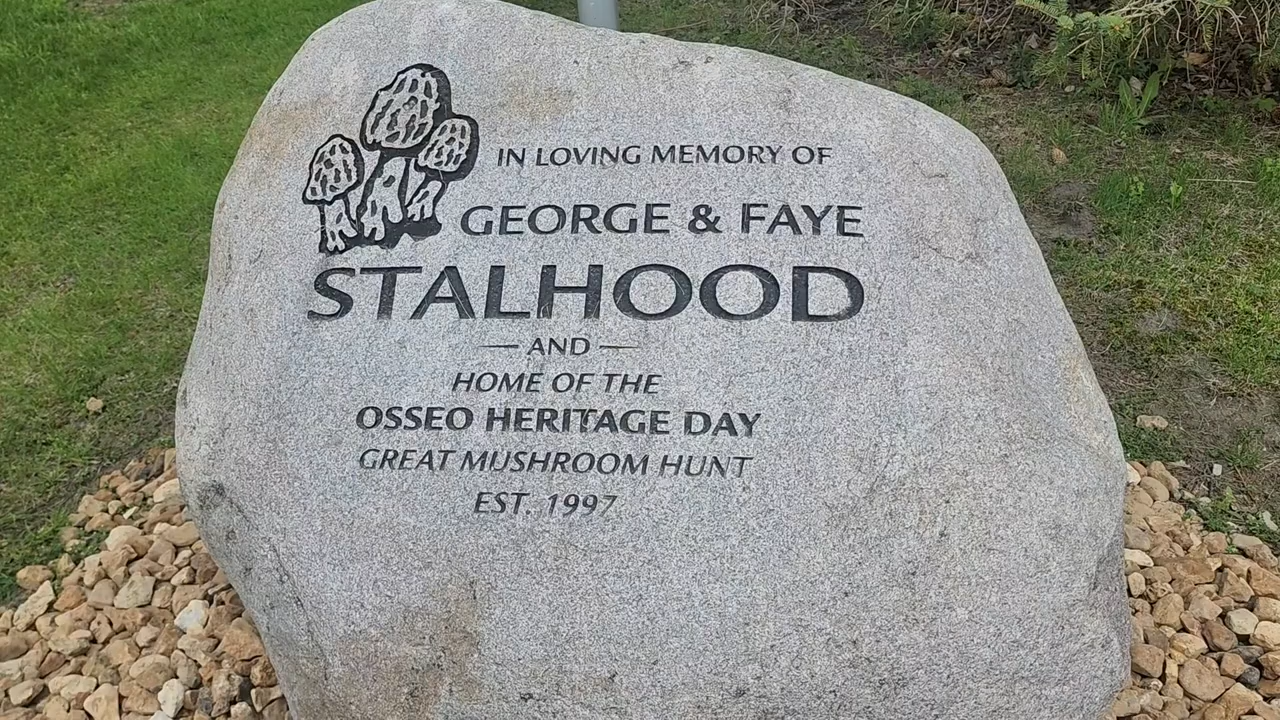 IN LOVING MEMORY OF
GEORGE & FAYE
STALHOOD
— AND —
HOME OF THE
OSSEO HERITAGE DAY
GREAT MUSHROOM HUNT
EST. 1997